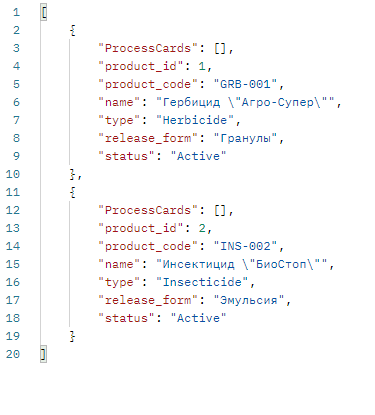 1 [
2 {
3 "ProcessCards": [],
4 "product_id": 1,
5 "product_code": "GRB-001",
6 "name": "Гербицид \"Агро-Супер\"",
7 "type": "Herbicide",
8 "release_form": "Гранулы",
9 "status": "Active"
10 },
11 {
12 "ProcessCards": [],
13 "product_id": 2,
14 "product_code": "INS-002",
15 "name": "Инсектицид \"БиоСтоп\"",
16 "type": "Insecticide",
17 "release_form": "Эмульсия",
18 "status": "Active"
19 }
20 ]